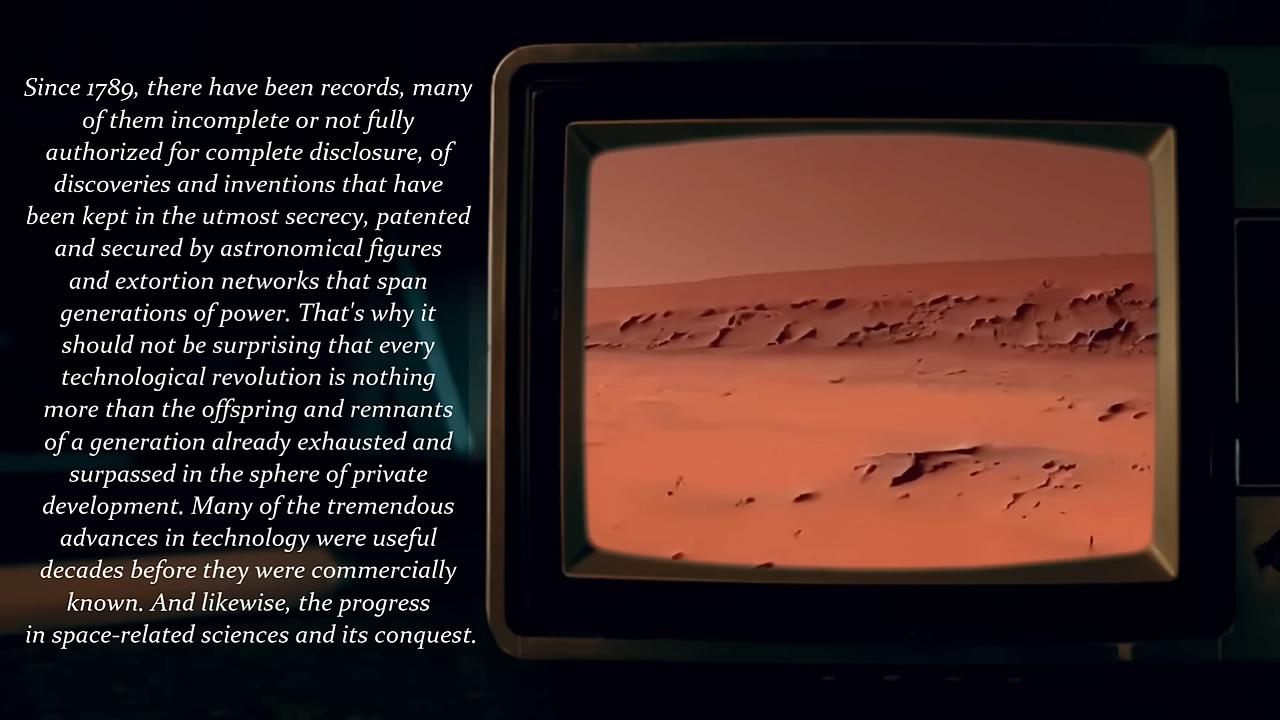 Since 1789, there have been records, many
of them incomplete or not fully
authorized for complete disclosure, of
discoveries and inventions that have
been kept in the utmost secrecy, patented
and secured by astronomical figures
and extortion networks that span
generations of power. That's why it
should not be surprising that every
technological revolution is nothing
more than the offspring and remnants
of a generation already exhausted and
surpassed in the sphere of private
development. Many of the tremendous
advances in technology were useful
decades before they were commercially
known. And likewise, the progress
in space-related sciences and its conquest.